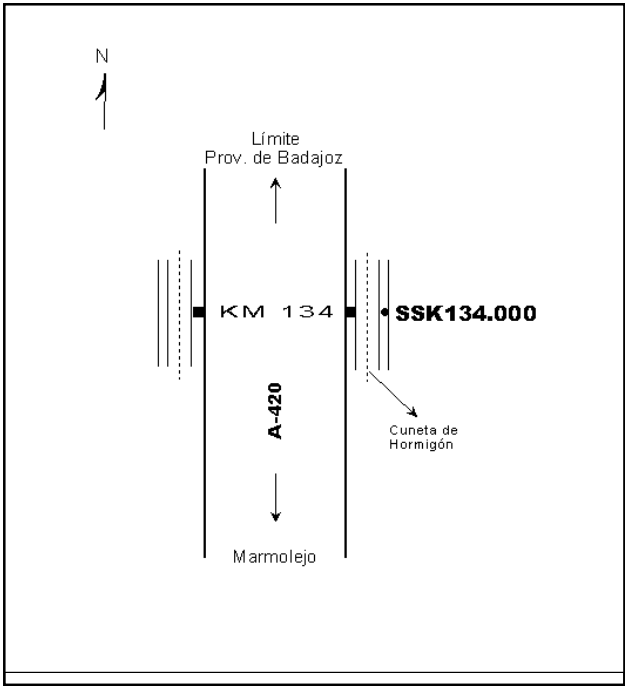 N
Límite
Prov. de Badajoz
KM 134
SSK134.000
A-420
Cuneta de
Hormigón
Marmolejo